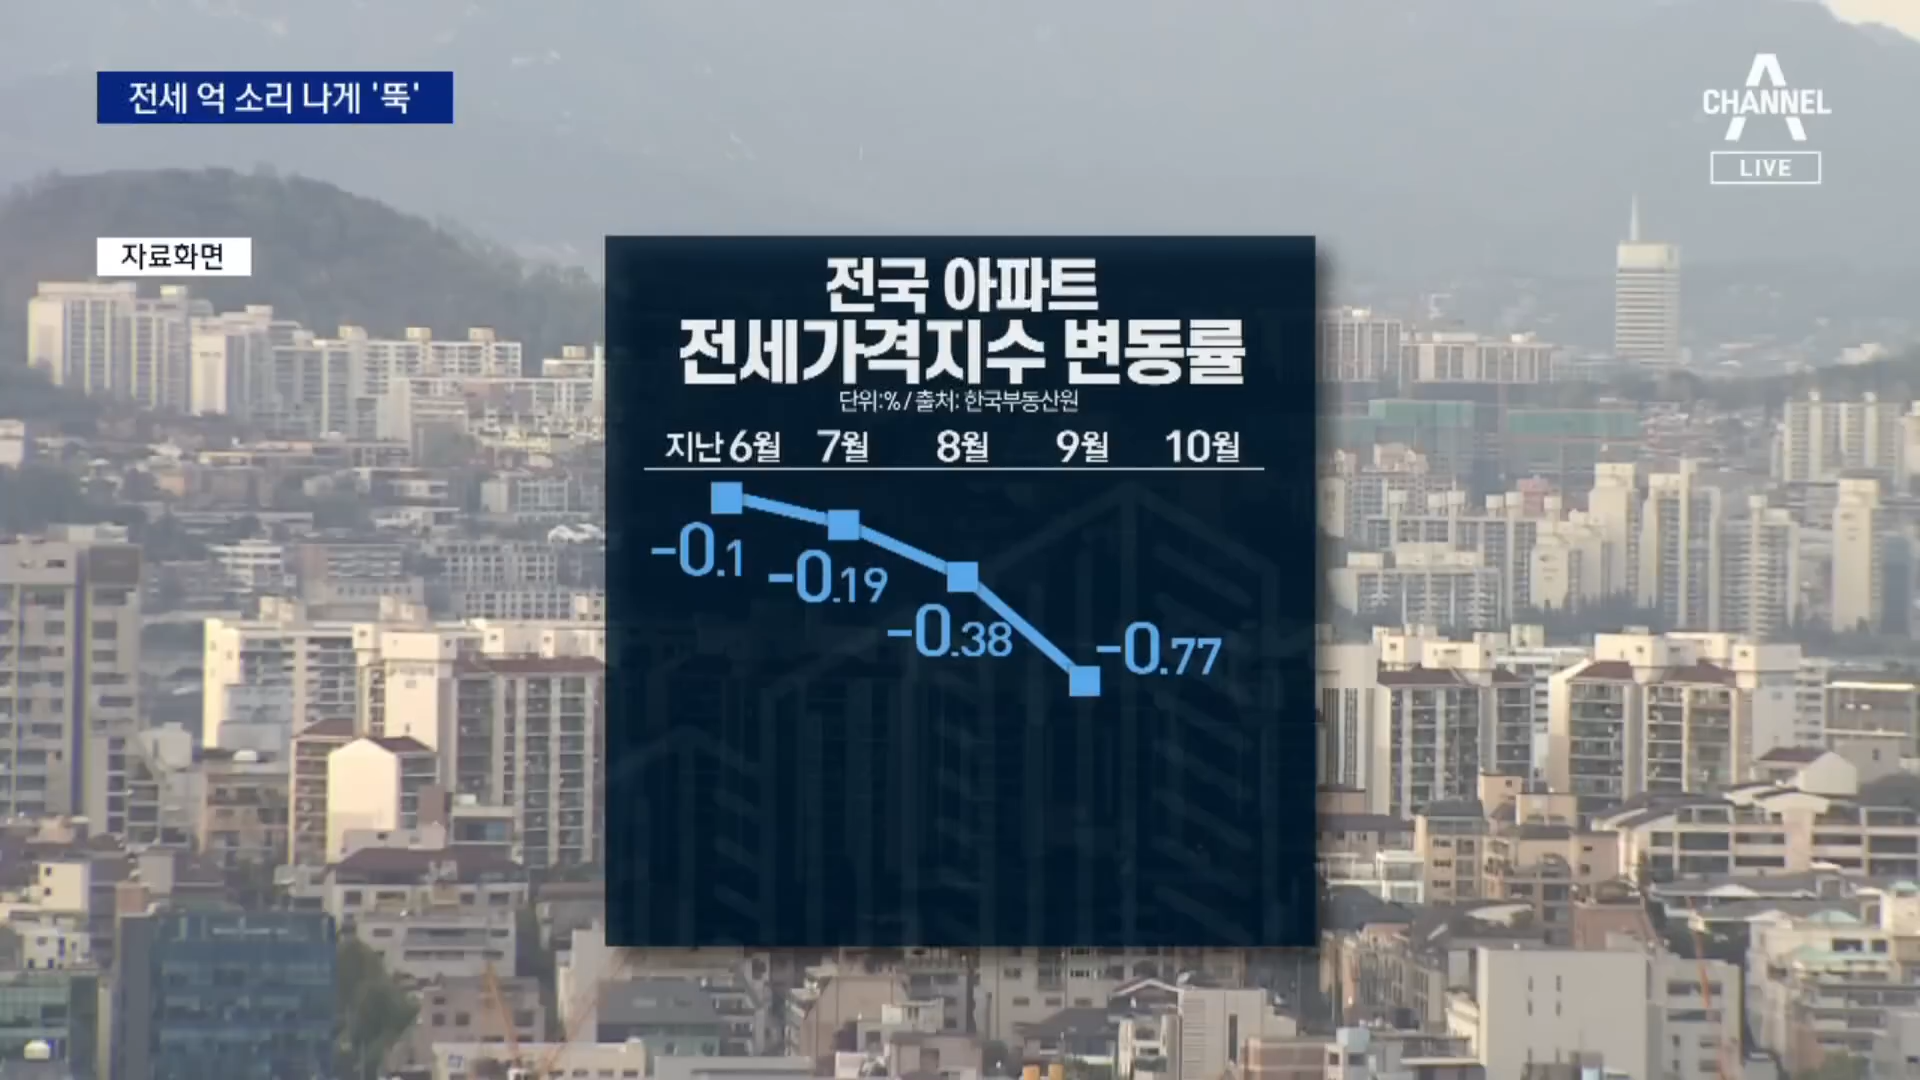 전세 억 소리 나게 '뚝'
CHANNEL A
LIVE
자료화면
전국 아파트
전세가격지수 변동률
단위:% / 출처: 한국부동산원
지난 6월 7월 8월 9월 10월
-0.1
-0.19
-0.38
-0.77